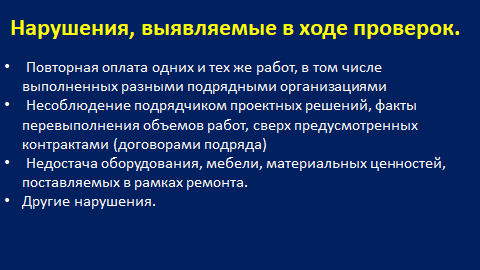 Нарушения, выявляемые в ходе проверок.
• Повторная оплата одних и тех же работ, в том числе
выполненных разными подрядными организациями
• Несоблюдение подрядчиком проектных решений, факты
перевыполнения объемов работ, сверх предусмотренных
контрактами (договорами подряда)
• Недостача оборудования, мебели, материальных ценностей,
поставляемых в рамках ремонта.
• Другие нарушения.